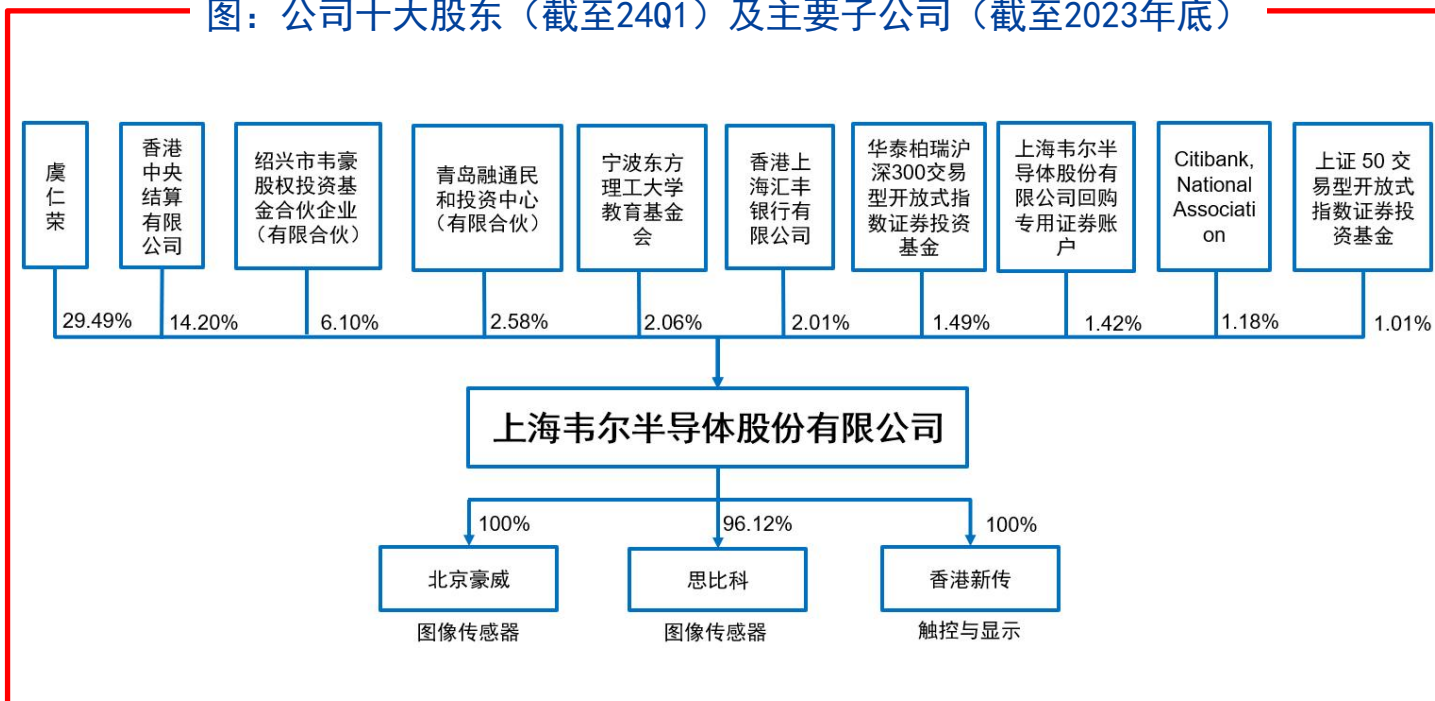 图：公司十大股东（截至24Q1）及主要子公司（截至2023年底）
虞
仁
荣
香港
中央
结算
有限
公司
绍兴市韦豪
股权投资基
金合伙企业
（有限合伙）
青岛融通民
和投资中心
（有限合伙）
宁波东方
理工大学
教育基金
会
香港上
海汇丰
银行有
限公司
华泰柏瑞沪
深300交易
型开放式指
数证券投资
基金
上海韦尔半
导体股份有
限公司回购
专用证券账
户
Citibank,
National
Associati
on
上证 50 交
易型开放式
指数证券投
资基金
29.49%
14.20%
6.10%
2.58%
2.06%
2.01%
1.49%
1.42%
1.18%
1.01%
上海韦尔半导体股份有限公司
100%
96.12%
100%
北京豪威
思比科
香港新传
图像传感器
图像传感器
触控与显示